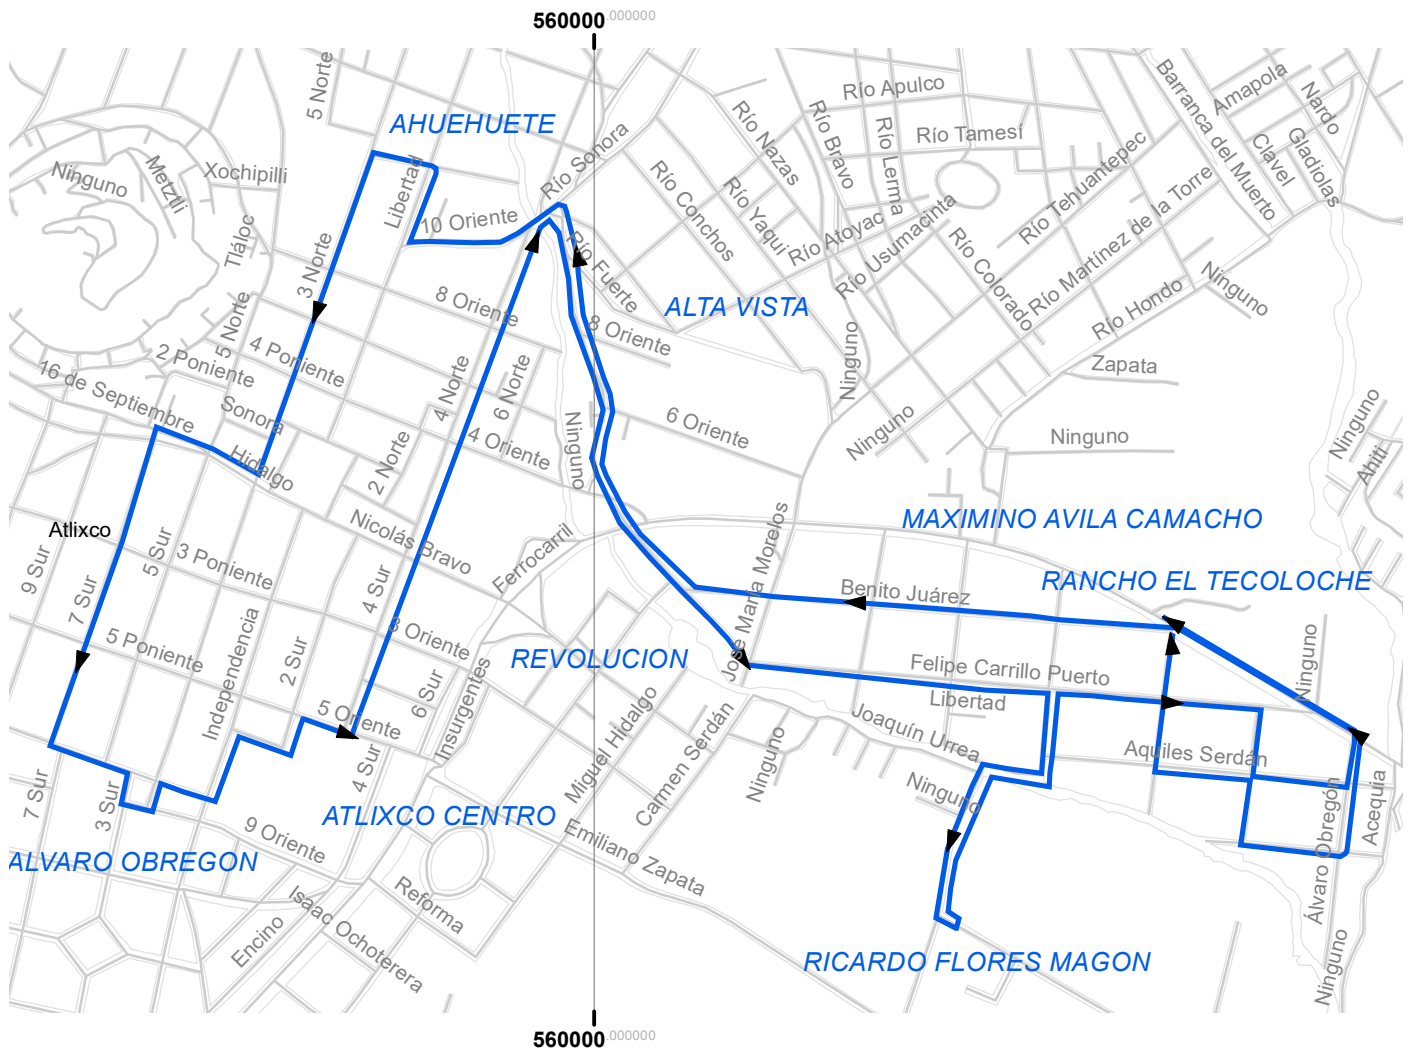 560000.000000
5 Norte
AHUEHUETE
Río Sonora
Río Nazas
Río Bravo
Río Apulco
Río Lerma
Río Tamesí
Barranca del Muerto
Amapola
Nardo
Clavel
Gladiolas
Ninguno
Metztli
Xochipilli
Libertad
10 Oriente
Río Conchos
Río Yaqui
Río Atoyac
Río Usumacinta
Río Tehuantepec
Río Martínez de la Torre
Tláloc
3 Norte
Río Fuerte
Río Colorado
Río Hondo
Ninguno
8 Oriente
ALTA VISTA
5 Norte
8 Oriente
Ninguno
2 Poniente
4 Poniente
Zapata
16 de Septiembre
Sonora
4 Norte
6 Norte
Ninguno
6 Oriente
Ninguno
Ninguno
Ninguno
Ahiti
Hidalgo
2 Norte
4 Oriente
Atlixco
Nicolás Bravo
Ferrocarril
José María Morelos
MAXIMINO AVILA CAMACHO
9 Sur
7 Sur
5 Sur
3 Poniente
4 Sur
Benito Juárez
RANCHO EL TECOLOCHE
5 Poniente
Independencia
2 Sur
3 Oriente
REVOLUCION
Felipe Carrillo Puerto
Libertad
Ninguno
5 Oriente
6 Sur
Insurgentes
Miguel Hidalgo
Carmen Serdán
Ninguno
Joaquín Urrea
Aquiles Serdán
7 Sur
3 Sur
4 Sur
ATLIXCO CENTRO
Ninguno
Álvaro Obregón
Acequia
9 Oriente
Emiliano Zapata
ALVARO OBREGON
Reforma
Isaac Ochoterera
Encino
RICARDO FLORES MAGON
Ninguno
560000.000000